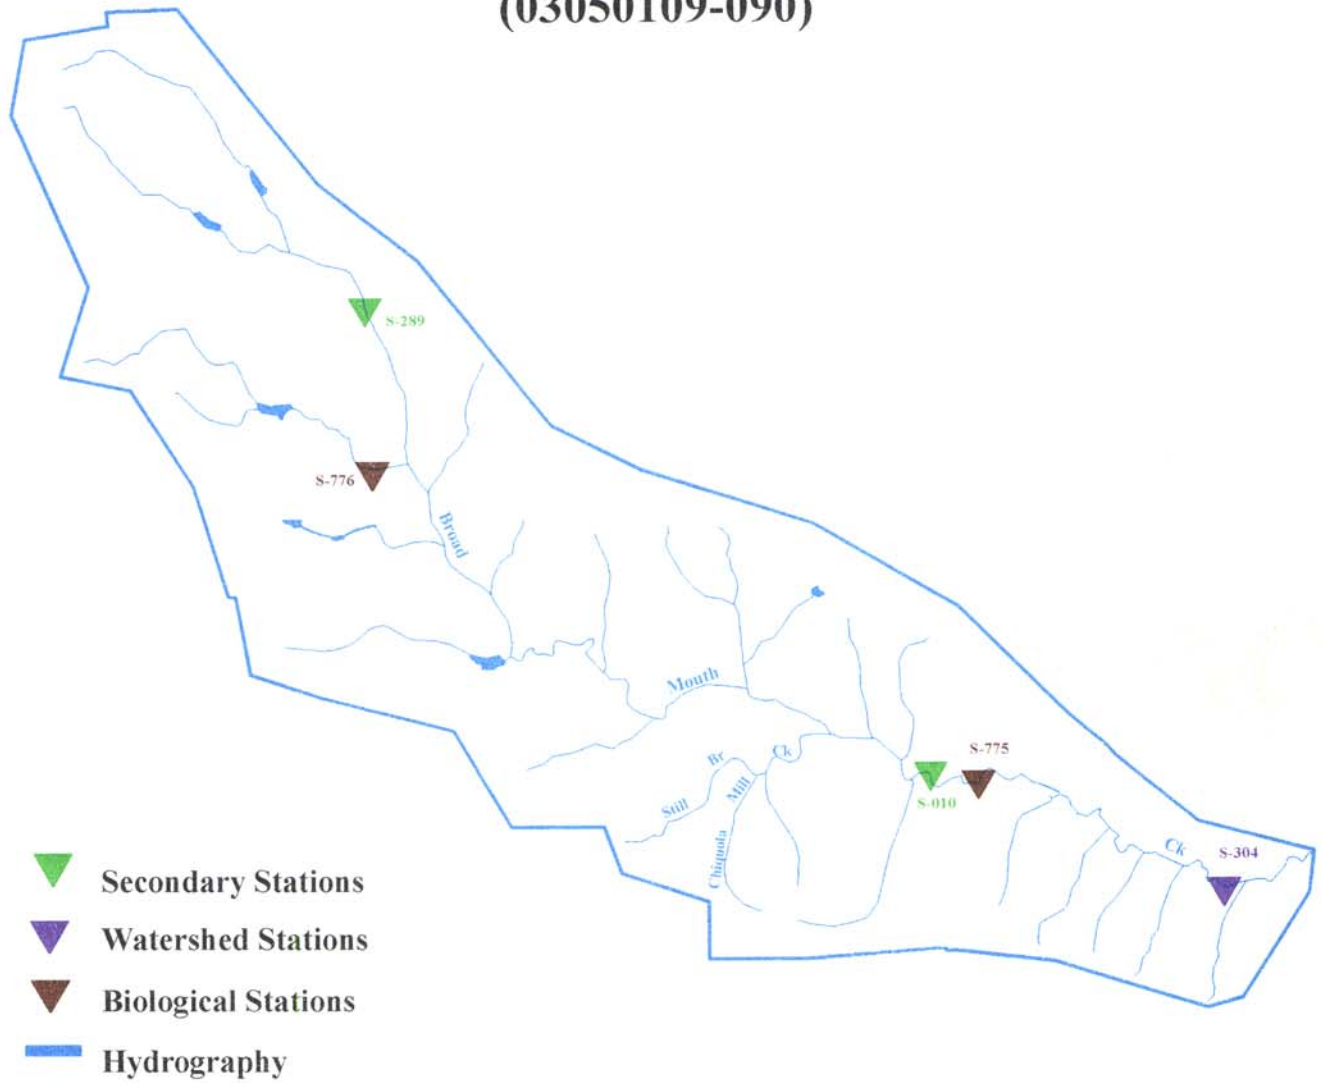 (03050109-090)
S-289
S-776
Broad
Mouth
S-775
Ck
Br
Mill
Still
S-010
Chiquola
Ck
S-304
Secondary Stations
Watershed Stations
Biological Stations
Hydrography